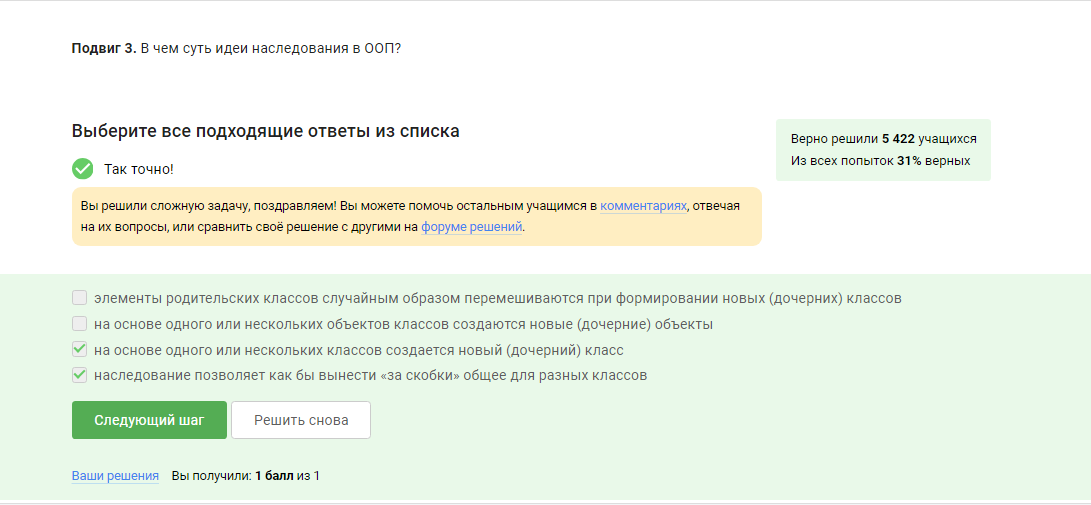 Подвиг 3. В чем суть идеи наследования в ООП?
Выберите все подходящие ответы из списка
Верно решили 5 422 учащихся
Из всех попыток 31% верных
Так точно!
Вы решили сложную задачу, поздравляем! Вы можете помочь остальным учащимся в комментариях, отвечая
на их вопросы, или сравнить своё решение с другими на форуме решений.
элементы родительских классов случайным образом перемешиваются при формировании новых (дочерних) классов
на основе одного или нескольких объектов классов создаются новые (дочерние) объекты
на основе одного или нескольких классов создается новый (дочерний) класс
наследование позволяет как бы вынести «за скобки» общее для разных классов
Следующий шаг
Решить снова
Ваши решения Вы получили: 1 балл из 1